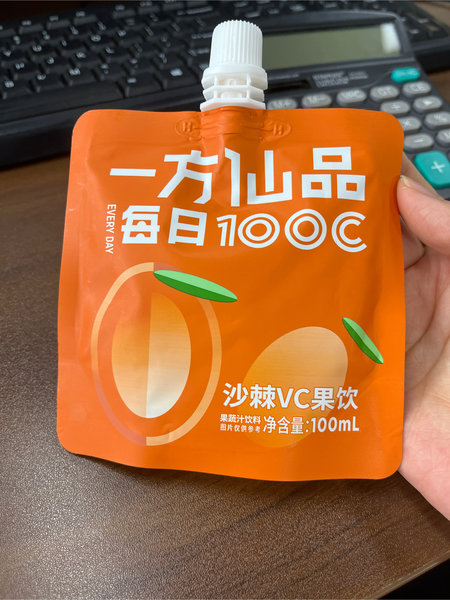 一方仙品
EVERY DAY
每日100C
沙棘VC果饮
果蔬汁饮料
图片仅供参考
净含量:100mL